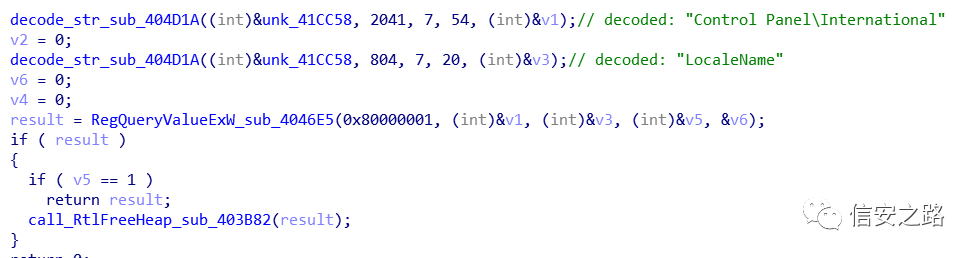 decode_str_sub_404D1A((int)&unk_41CC58, 2041, 7, 54, (int)&v1);// decoded: "Control Panel\International"
v2 = 0;
decode_str_sub_404D1A((int)&unk_41CC58, 804, 7, 20, (int)&v3);// decoded: "LocaleName"
v6 = 0;
v4 = 0;
result = RegQueryValueExW_sub_4046E5(0x80000001, (int)&v1, (int)&v3, (int)&v5, &v6);
if ( result )
{
  if ( v5 == 1 )
    return result;
  call_RtlFreeHeap_sub_403B82(result);
}
return 0;
信安之路